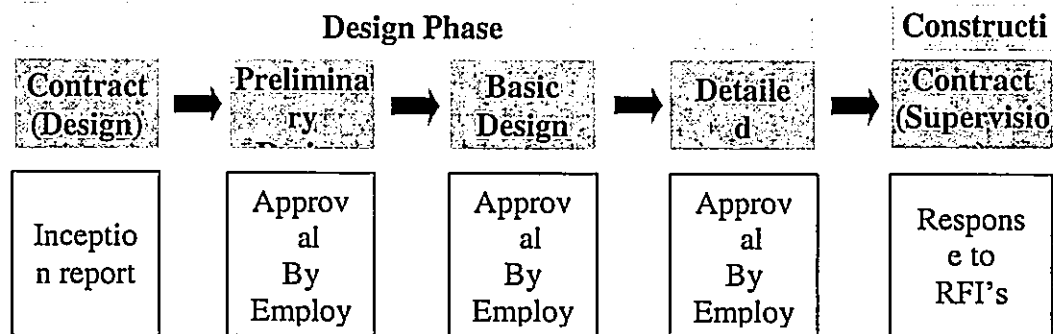 Design Phase
Constructi
Contract
(Design)
Prelimina
ry
Basic
Design
Detaile
d
Contract
(Supervisio
Inceptio
n report
Approv
al
By
Employ
Approv
al
By
Employ
Approv
al
By
Employ
Respons
e to
RFI's